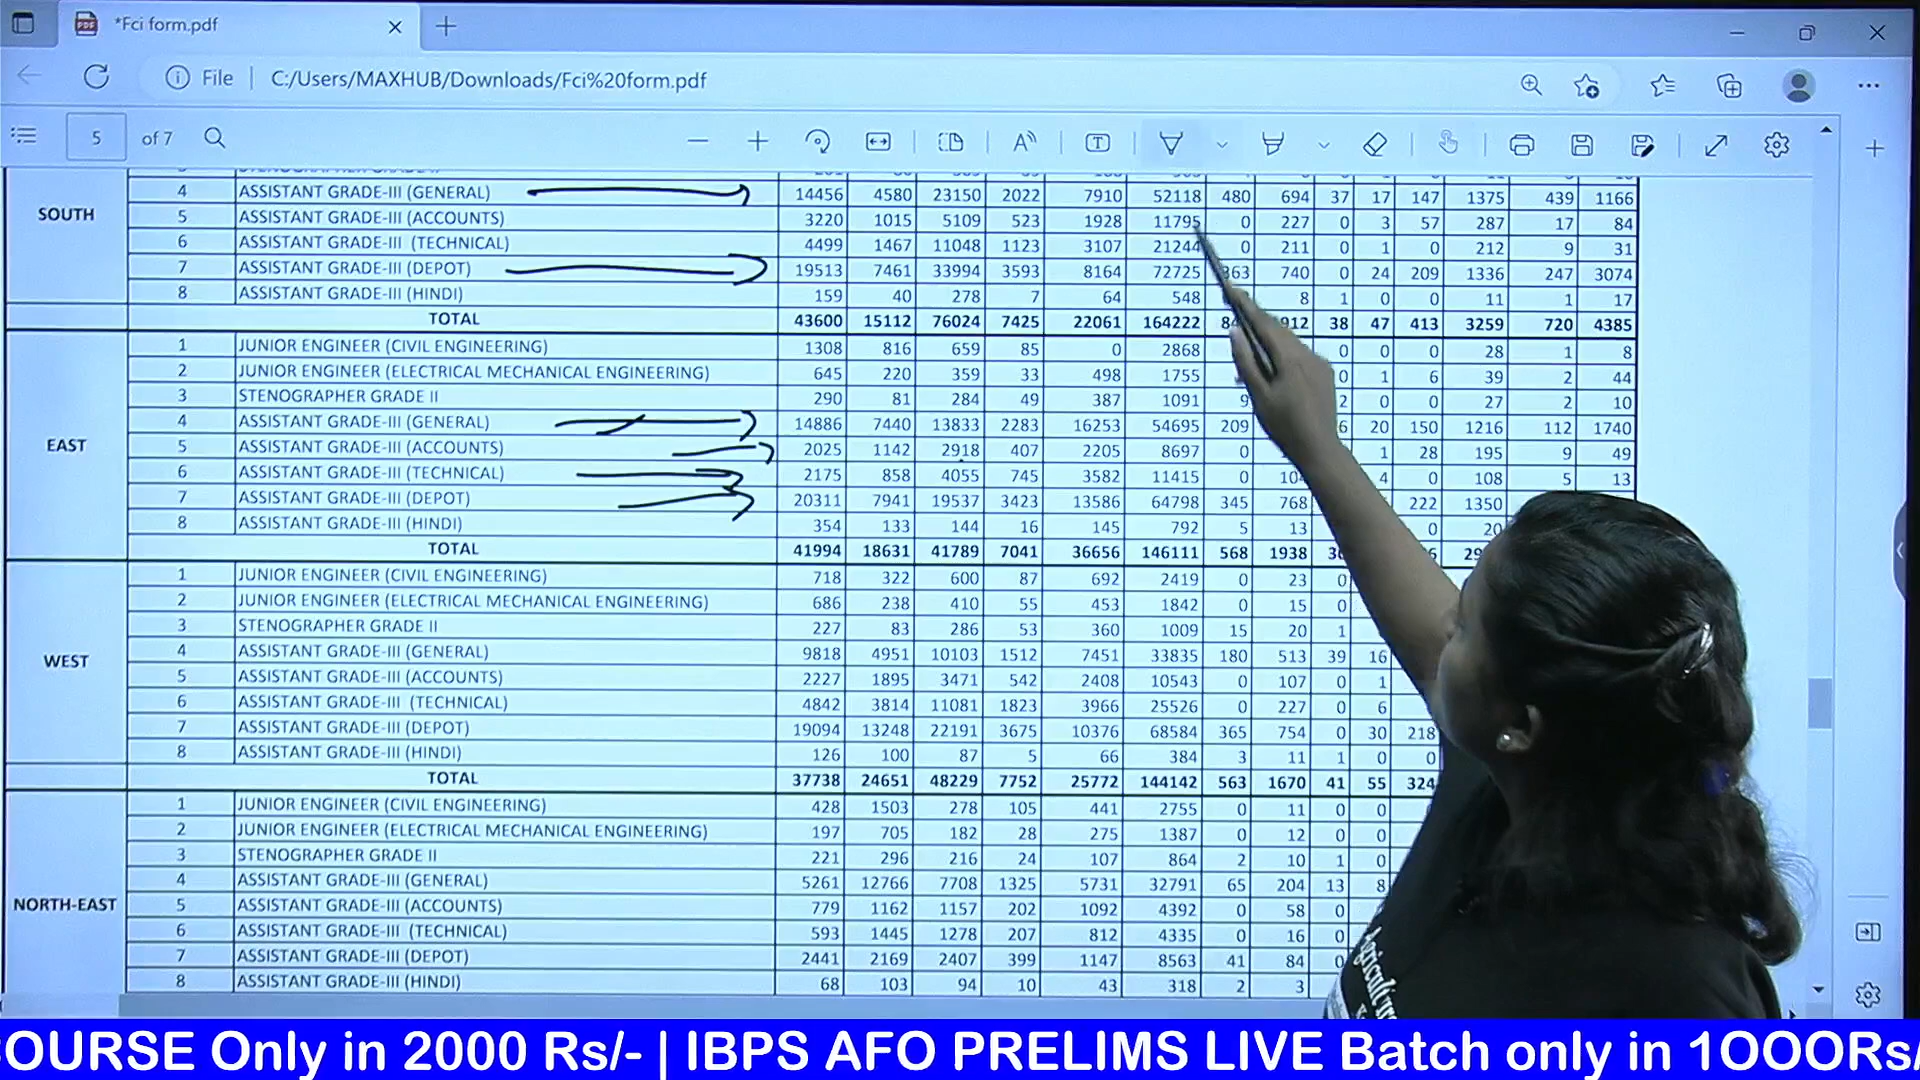 *Fci form.pdf
File | C:/Users/MAXHUB/Downloads/Fci%20form.pdf
5 of 7
SOUTH
4 ASSISTANT GRADE-III (GENERAL) 14456 4580 23150 2022 7910 52118 480 694 37 17 147 1375 439 1166
5 ASSISTANT GRADE-III (ACCOUNTS) 3220 1015 5109 523 1928 11795 0 227 0 3 57 287 17 84
6 ASSISTANT GRADE-III (TECHNICAL) 4499 1467 11048 1123 3107 21244 0 211 0 1 0 212 9 31
7 ASSISTANT GRADE-III (DEPOT) 19513 7461 33994 3593 8164 72725 363 740 0 24 209 1336 247 3074
8 ASSISTANT GRADE-III (HINDI) 159 40 278 7 64 548 8 1 0 0 11 1 17
TOTAL 43600 15112 76024 7425 22061 164222 912 38 47 413 3259 720 4385
EAST
1 JUNIOR ENGINEER (CIVIL ENGINEERING) 1308 816 659 85 0 2868 0 0 0 28 1 8
2 JUNIOR ENGINEER (ELECTRICAL MECHANICAL ENGINEERING) 645 220 359 33 498 1755 0 1 6 39 2 44
3 STENOGRAPHER GRADE II 290 81 284 49 387 1091 9 2 0 0 27 2 10
4 ASSISTANT GRADE-III (GENERAL) 14886 7440 13833 2283 16253 54695 209 20 150 1216 112 1740
5 ASSISTANT GRADE-III (ACCOUNTS) 2025 1142 2918 407 2205 8697 0 1 28 195 9 49
6 ASSISTANT GRADE-III (TECHNICAL) 2175 858 4055 745 3582 11415 0 4 0 108 5 13
7 ASSISTANT GRADE-III (DEPOT) 20311 7941 19537 3423 13586 64798 345 768 222 1350
8 ASSISTANT GRADE-III (HINDI) 354 133 144 16 145 792 5 13 0 20
TOTAL 41994 18631 41789 7041 36656 146111 568 1938
WEST
1 JUNIOR ENGINEER (CIVIL ENGINEERING) 718 322 600 87 692 2419 0 23 0
2 JUNIOR ENGINEER (ELECTRICAL MECHANICAL ENGINEERING) 686 238 410 55 453 1842 0 15 0
3 STENOGRAPHER GRADE II 227 83 286 53 360 1009 15 20 1
4 ASSISTANT GRADE-III (GENERAL) 9818 4951 10103 1512 7451 33835 180 513 39 16
5 ASSISTANT GRADE-III (ACCOUNTS) 2227 1895 3471 542 2408 10543 0 107 0 1
6 ASSISTANT GRADE-III (TECHNICAL) 4842 3814 11081 1823 3966 25526 0 227 0 6
7 ASSISTANT GRADE-III (DEPOT) 19094 13248 22191 3675 10376 68584 365 754 0 30 218
8 ASSISTANT GRADE-III (HINDI) 126 100 87 5 66 384 3 11 1 0 0
TOTAL 37738 24651 48229 7752 25772 144142 563 1670 41 55 324
NORTH-EAST
1 JUNIOR ENGINEER (CIVIL ENGINEERING) 428 1503 278 105 441 2755 0 11 0 0
2 JUNIOR ENGINEER (ELECTRICAL MECHANICAL ENGINEERING) 197 705 182 28 275 1387 0 12 0 0
3 STENOGRAPHER GRADE II 221 296 216 24 107 864 2 10 1 0
4 ASSISTANT GRADE-III (GENERAL) 5261 12766 7708 1325 5731 32791 65 204 13 8
5 ASSISTANT GRADE-III (ACCOUNTS) 779 1162 1157 202 1092 4392 0 58 0
6 ASSISTANT GRADE-III (TECHNICAL) 593 1445 1278 207 812 4335 0 16 0
7 ASSISTANT GRADE-III (DEPOT) 2441 2169 2407 399 1147 8563 41 84 0
8 ASSISTANT GRADE-III (HINDI) 68 103 94 10 43 318 2 3
Agriculture
COURSE Only in 2000 Rs/- | IBPS AFO PRELIMS LIVE Batch only in 1OOORs/